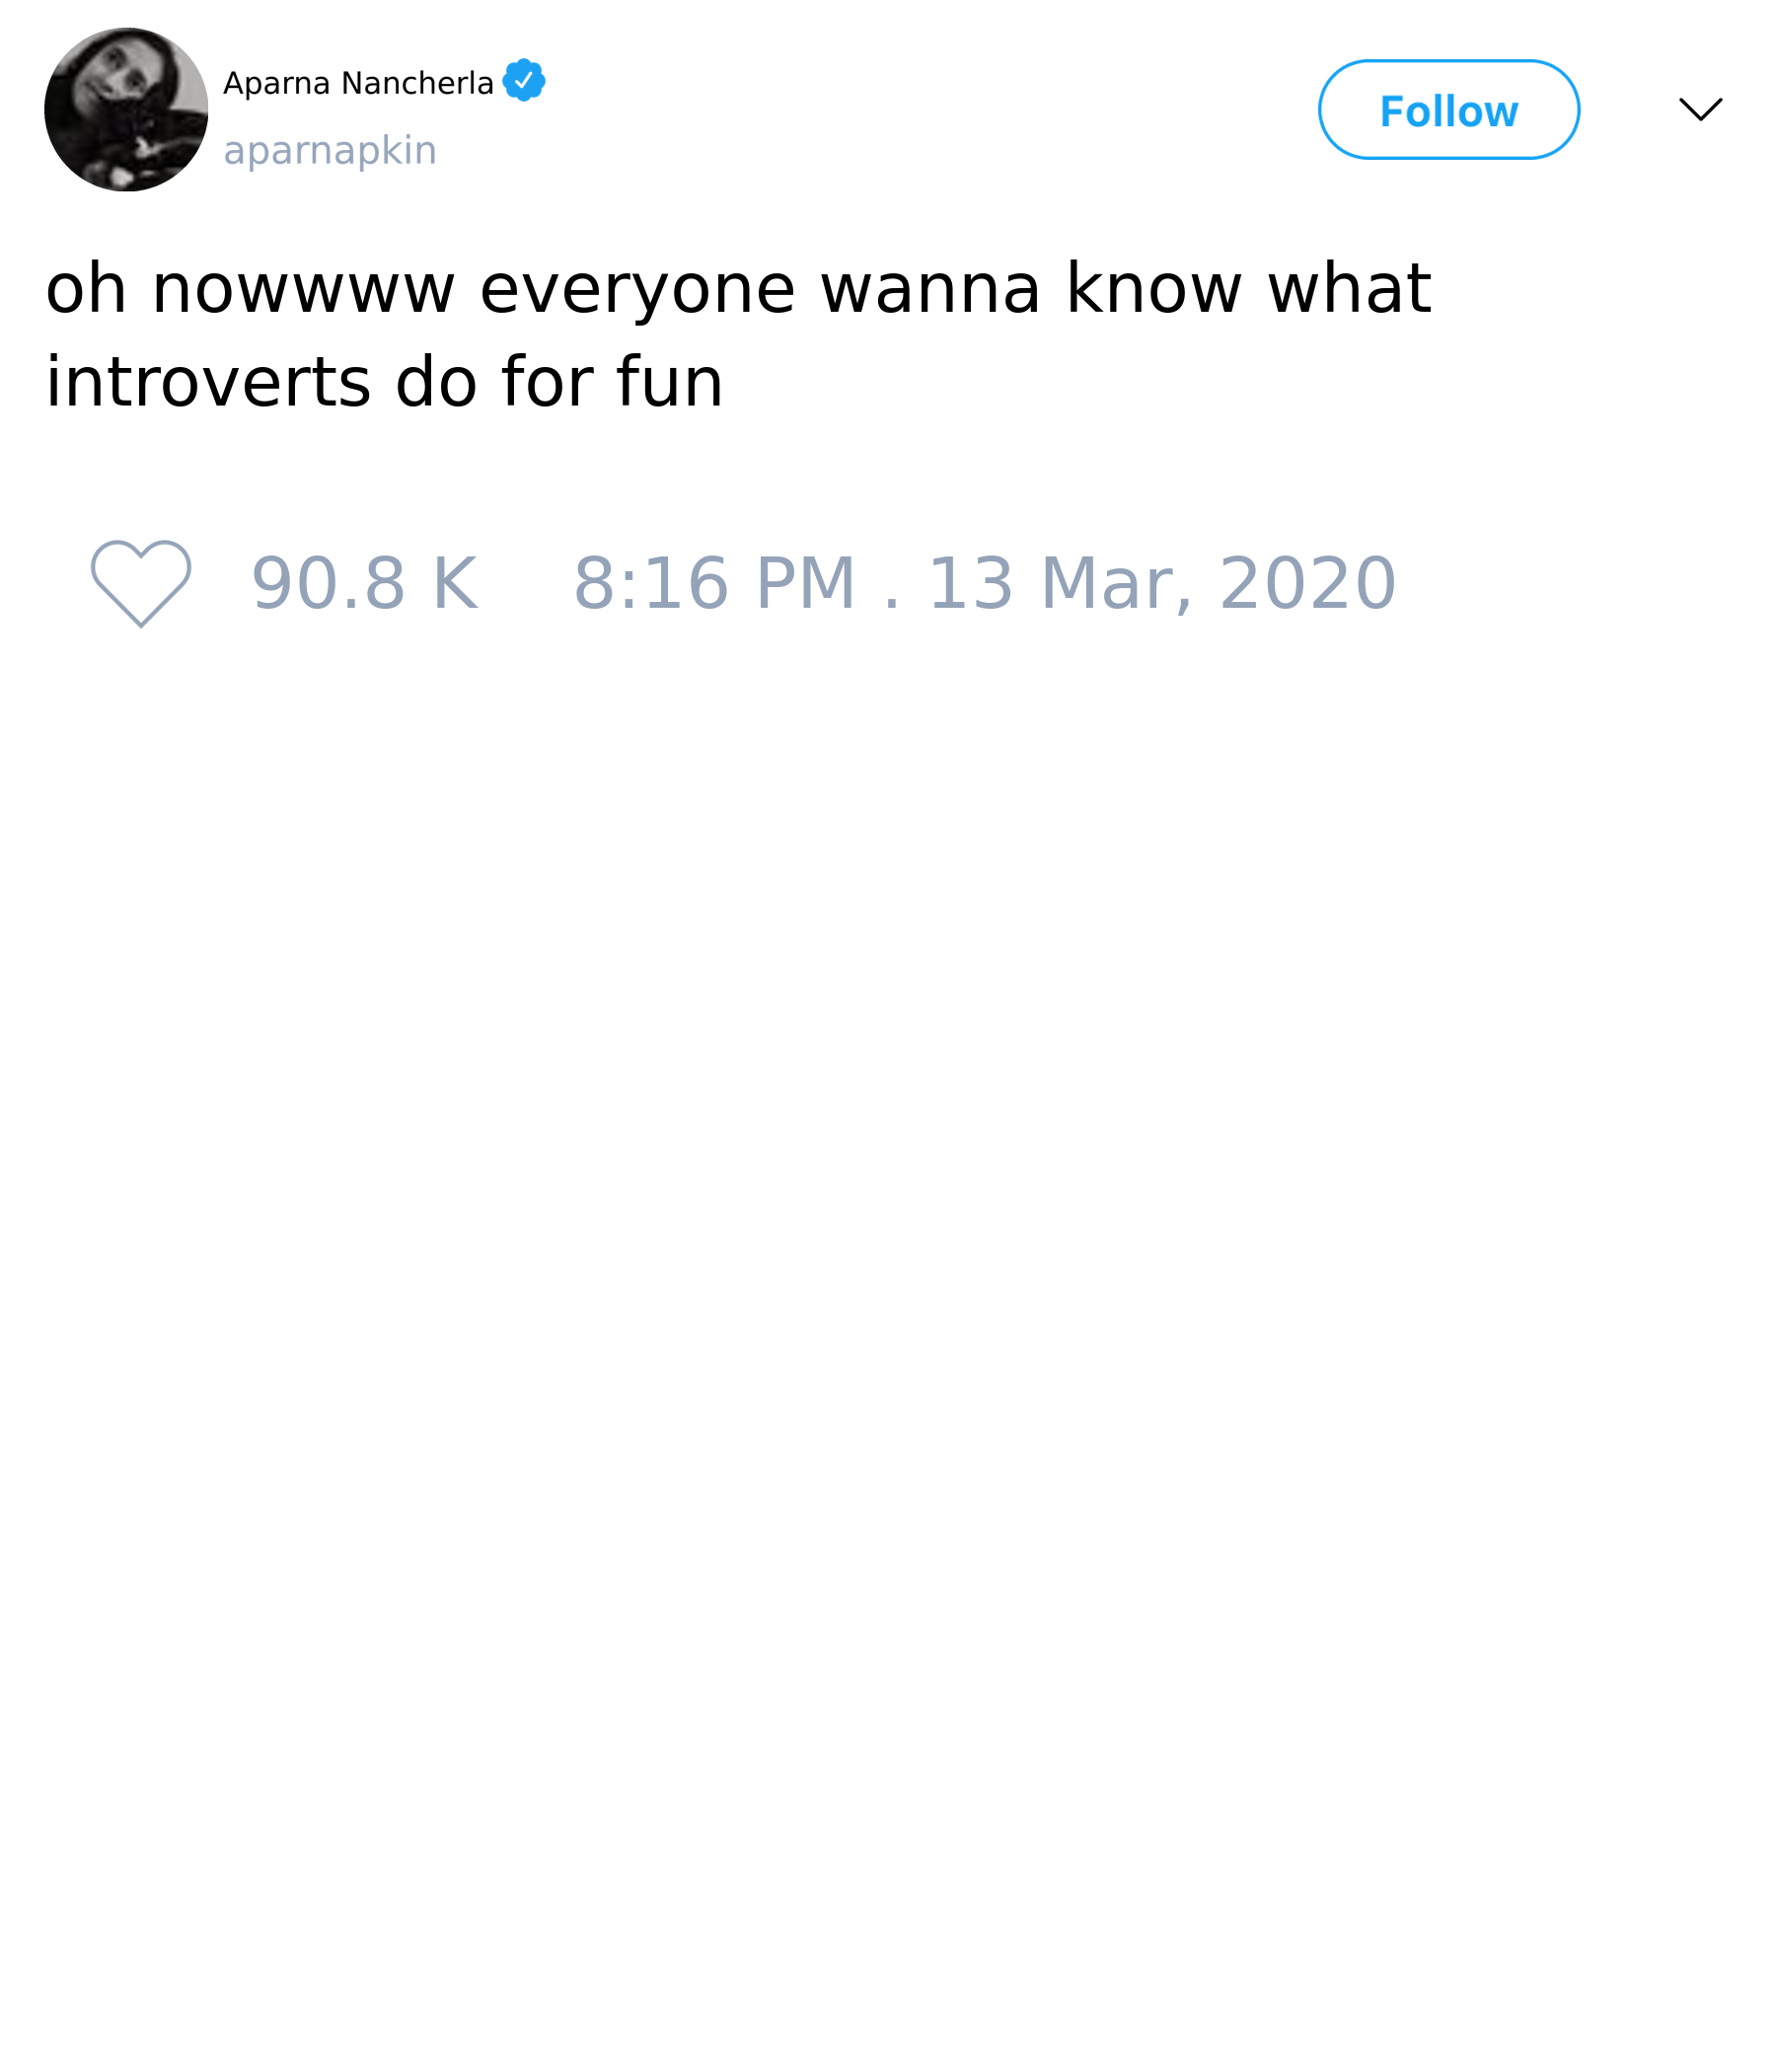 Aparna Nancherla
aparnapkin
Follow
oh nowwww everyone wanna know what
introverts do for fun
90.8 K 8:16 PM . 13 Mar, 2020